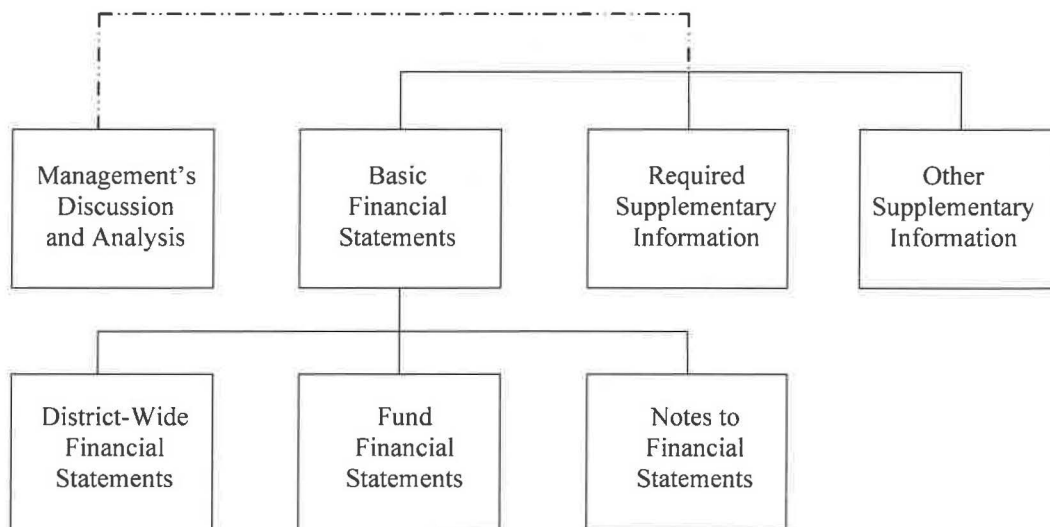 Management’s
Discussion
and Analysis
Basic
Financial
Statements
Required
Supplementary
Information
Other
Supplementary
Information
District-Wide
Financial
Statements
Fund
Financial
Statements
Notes to
Financial
Statements